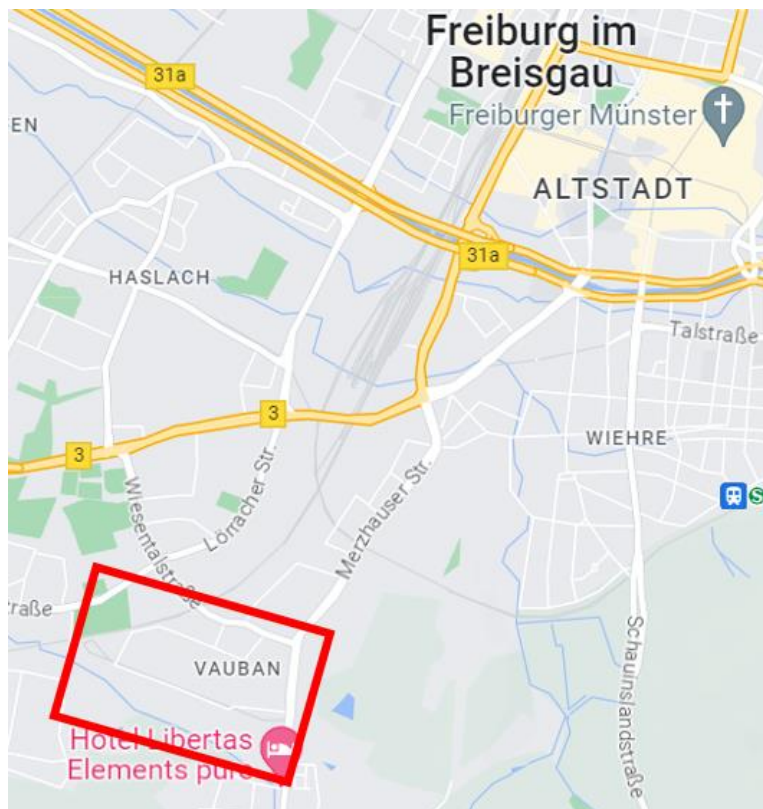 Freiburg im
Breisgau
31a
Freiburger Münster
EN
ALTSTADT
31a
HASLACH
Talstraße
3
WIEHRE
3
Lörracher Str.
Wiesentalstraße
Merzhauser Str.
S
raße
Schauinslandstraße
VAUBAN
Hotel Libertas
Elements pure